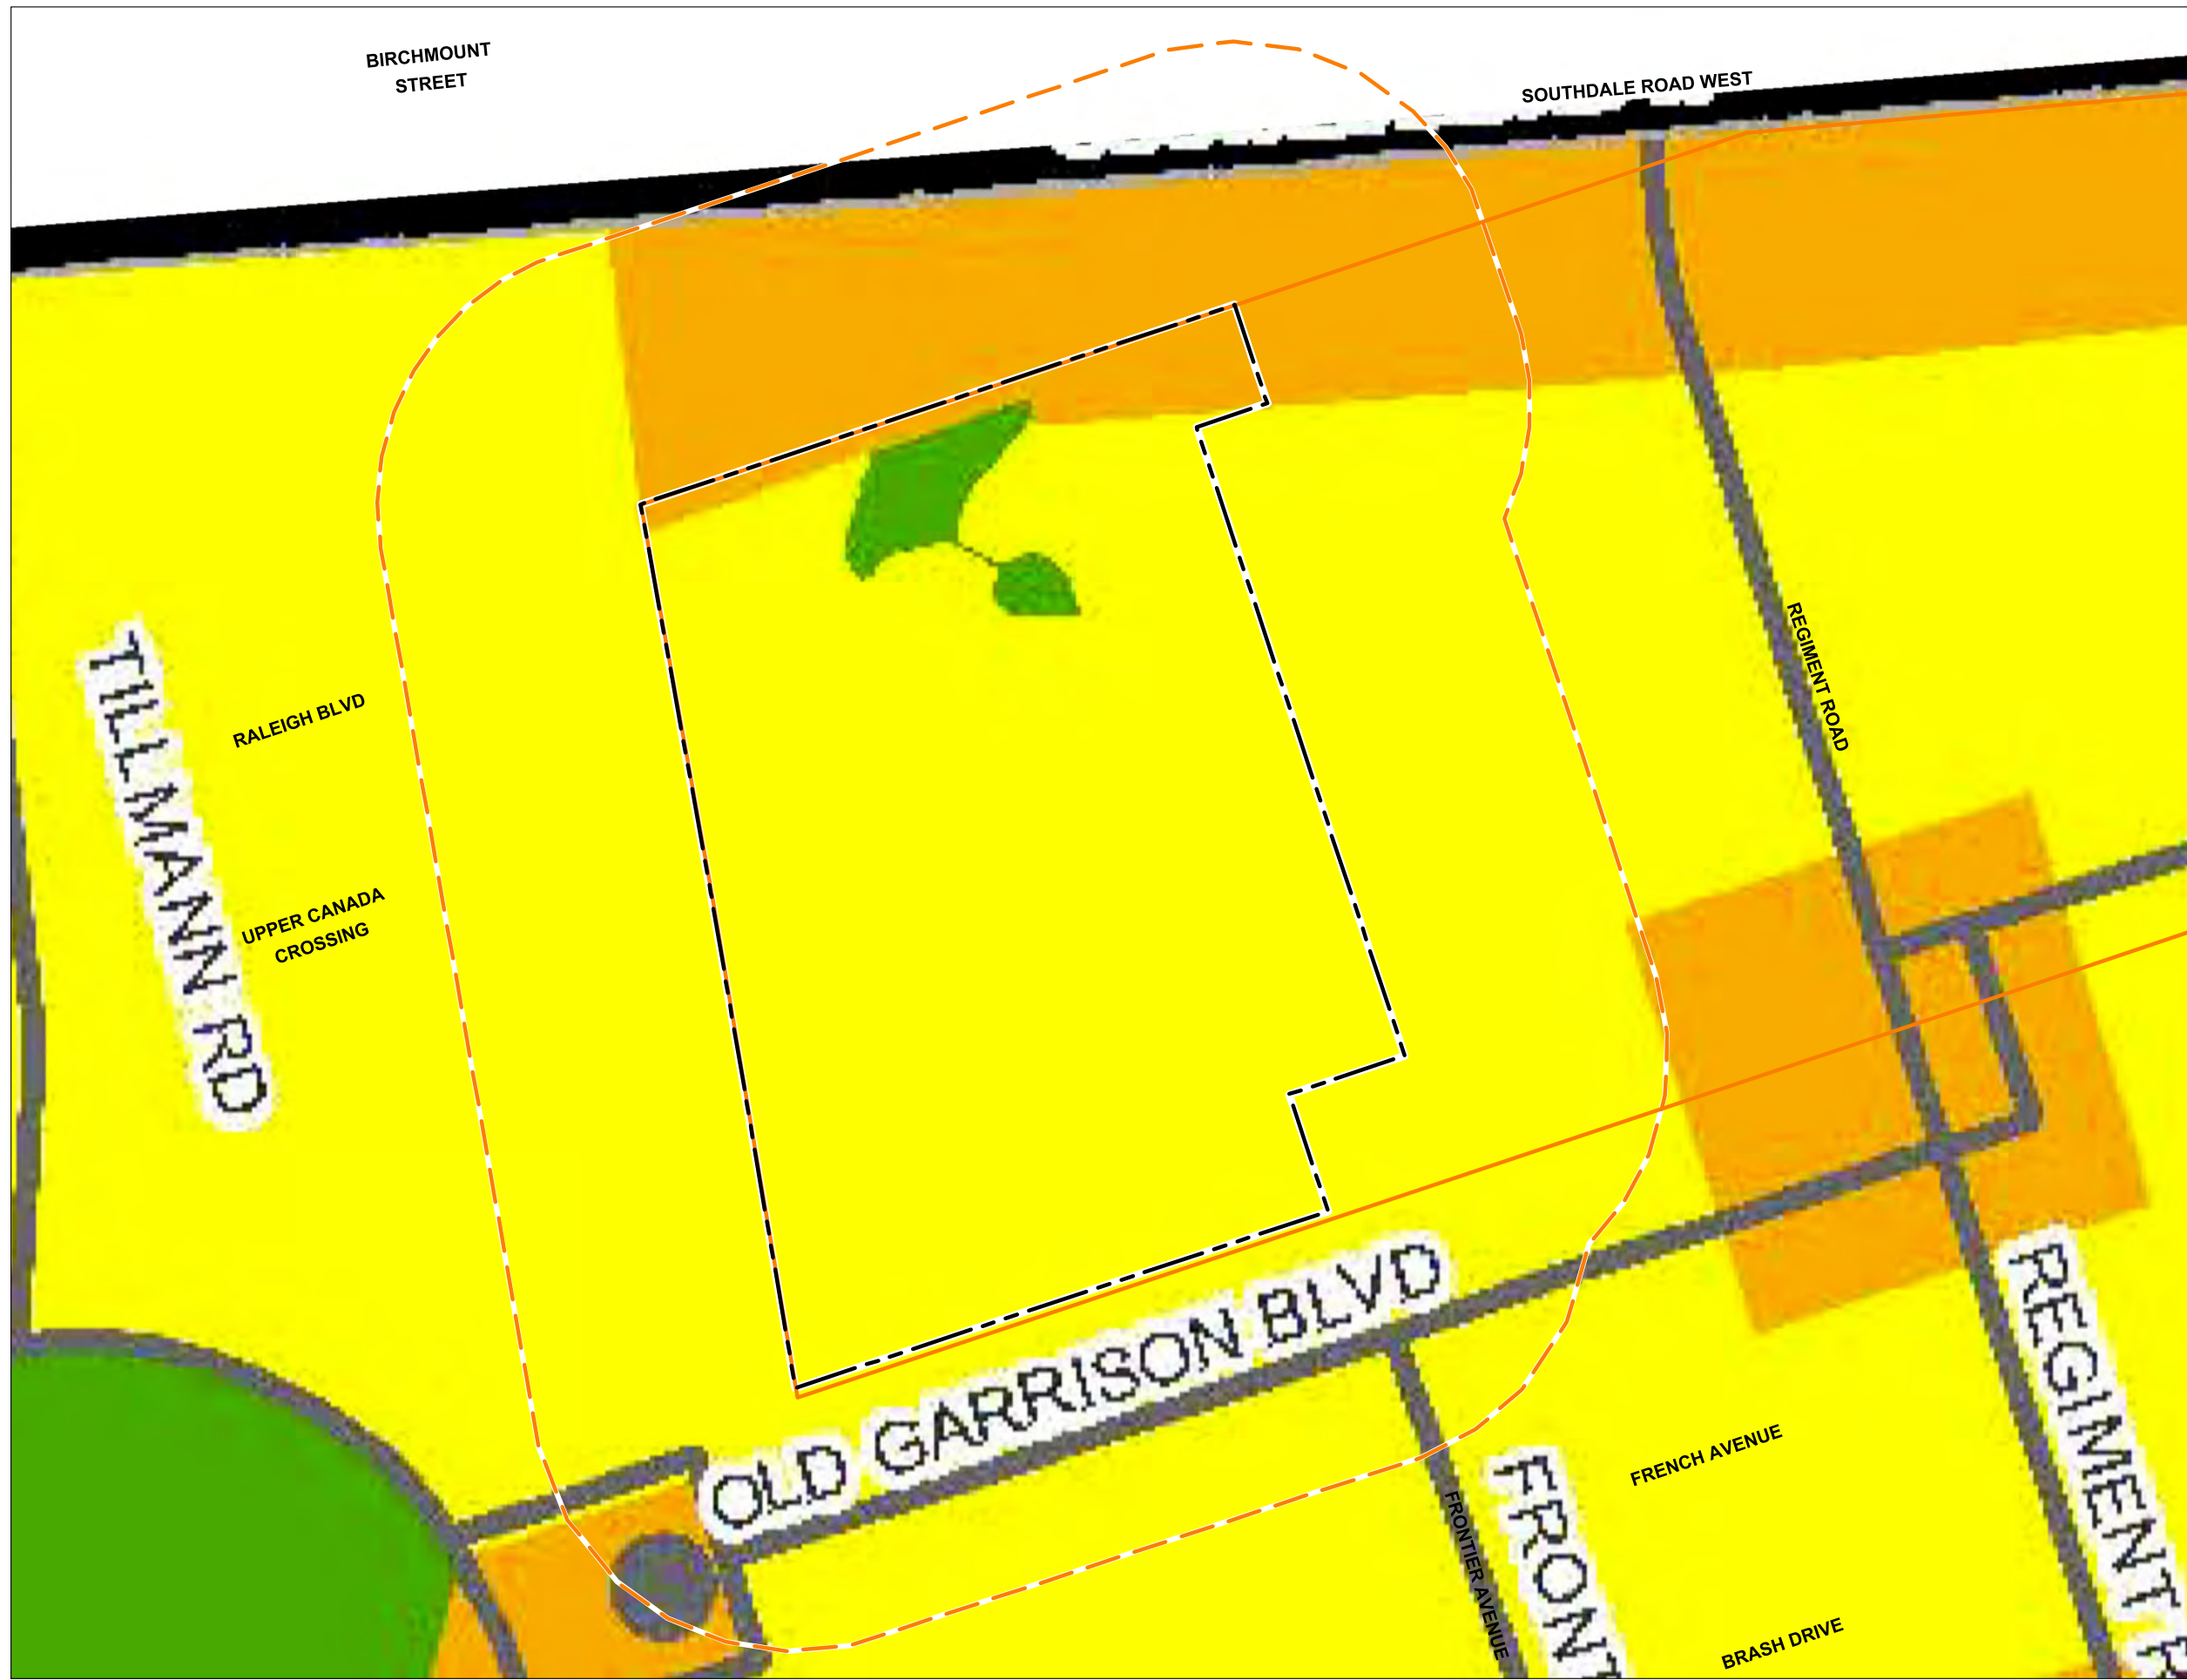 BIRCHMOUNT
STREET
SOUTHDALE ROAD WEST
TILLMANN RD
RALEIGH BLVD
REGIMENT ROAD
UPPER CANADA
CROSSING
OLD GARRISON BLVD
REGIMENT R
FRENCH AVENUE
FRONT
FRONTIER AVENUE
BRASH DRIVE